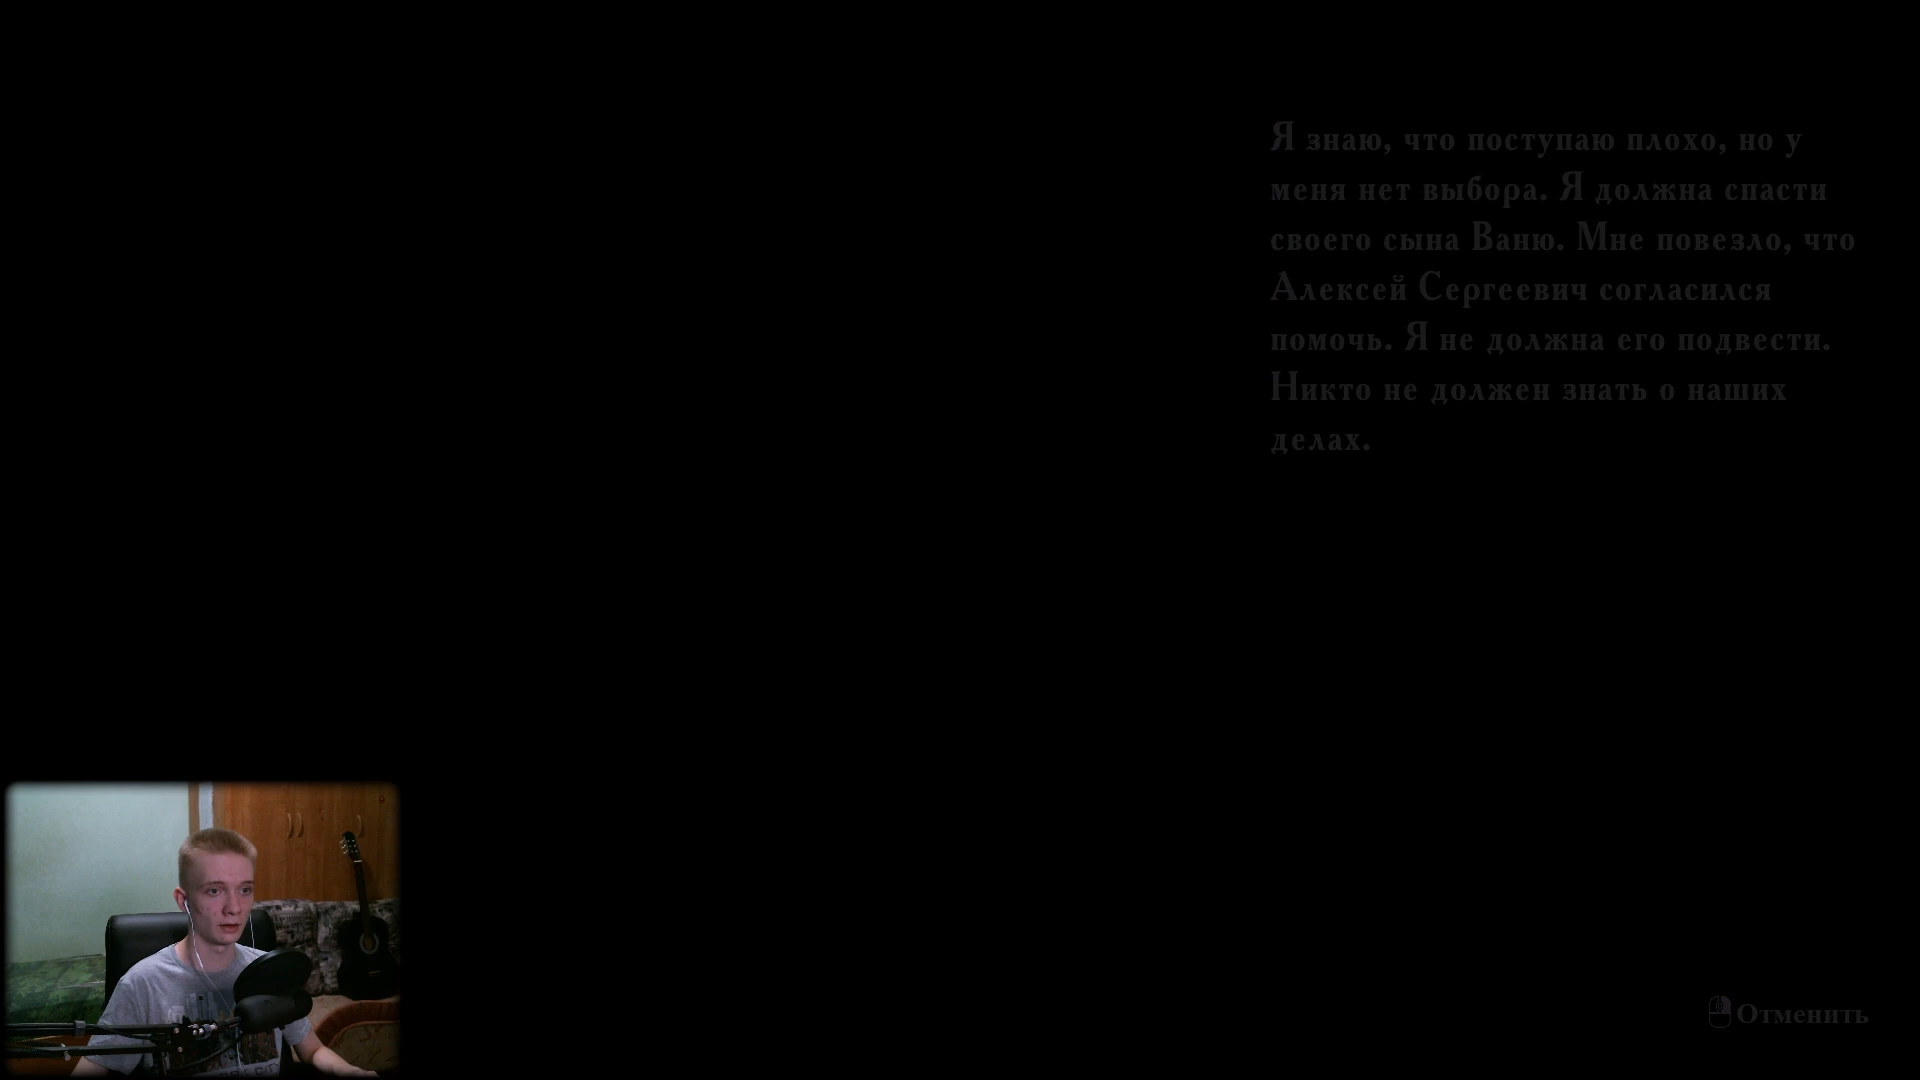 Я знаю, что поступаю плохо, но у
меня нет выбора. Я должна спасти
своего сына Ваню. Мне повезло, что
Алексей Сергеевич согласился
помочь. Я не должна его подвести.
Никто не должен знать о наших
делах.
Отменить